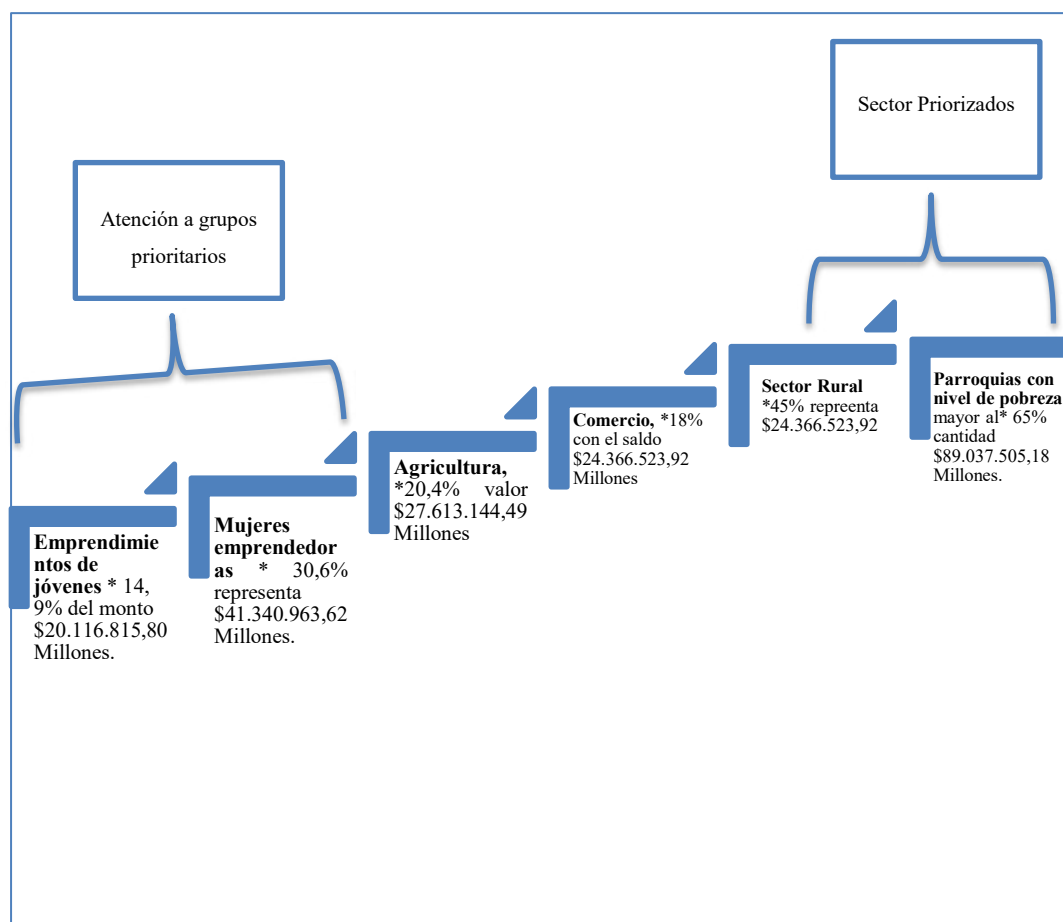 Sector Priorizados
Atención a grupos
prioritarios
Emprendimie
ntos de
jóvenes * 14,
9% del monto
$20.116.815,80
Millones.
Mujeres
emprendedor
as * 30,6%
representa
$41.340.963,62
Millones.
Agricultura,
*20,4% valor
$27.613.144,49
Millones
Comercio, *18%
con el saldo
$24.366.523,92
Millones
Sector Rural
*45% repreenta
$24.366.523,92
Parroquias con
nivel de pobreza
mayor al* 65%
cantidad
$89.037.505,18
Millones.